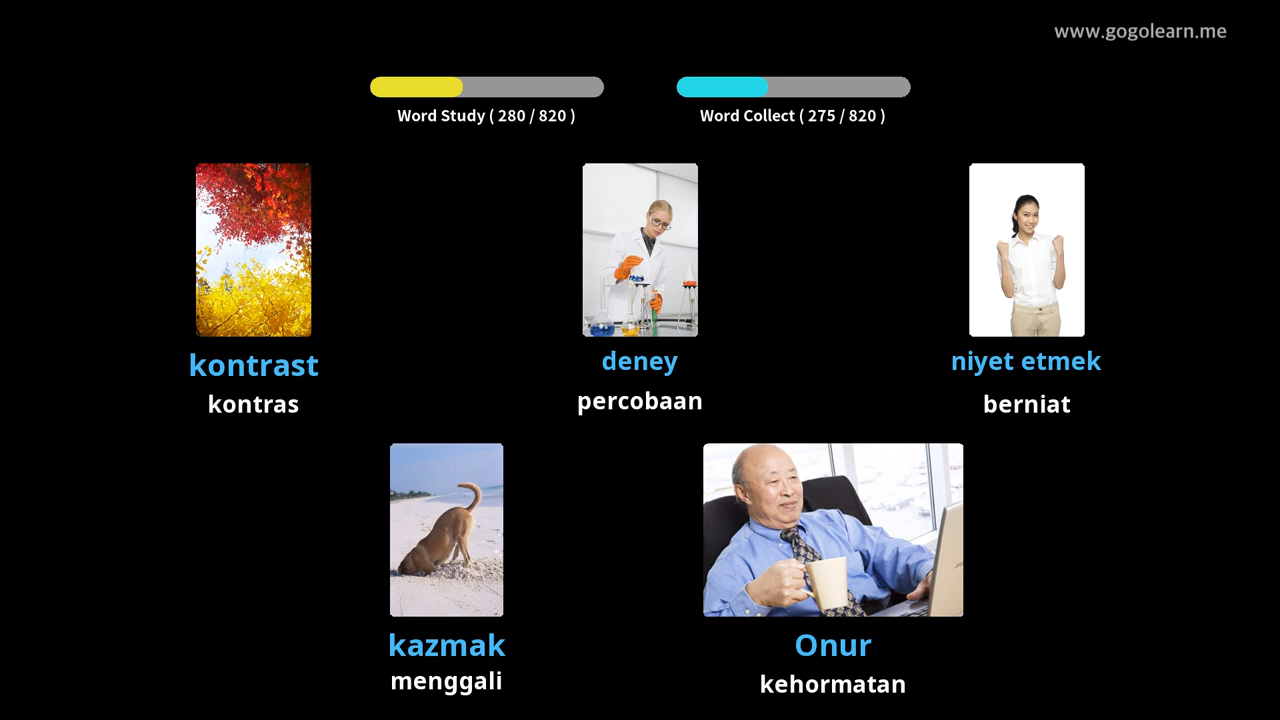 www.gogolearn.me
Word Study ( 280 / 820 )
Word Collect ( 275 / 820 )
kontrast
kontras
deney
percobaan
niyet etmek
berniat
kazmak
menggali
Onur
kehormatan